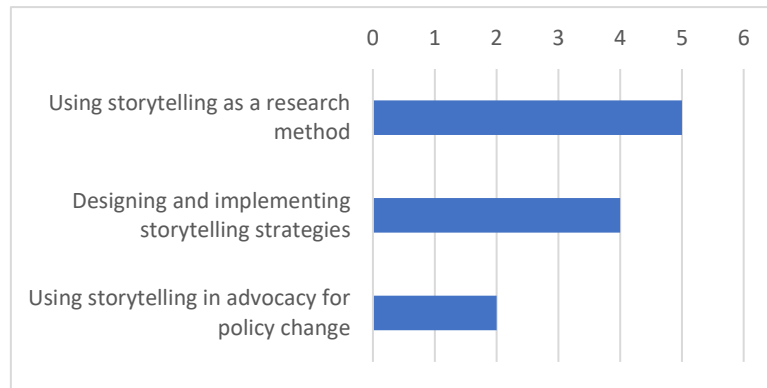 0 1 2 3 4 5 6
Using storytelling as a research
method
Designing and implementing
storytelling strategies
Using storytelling in advocacy for
policy change